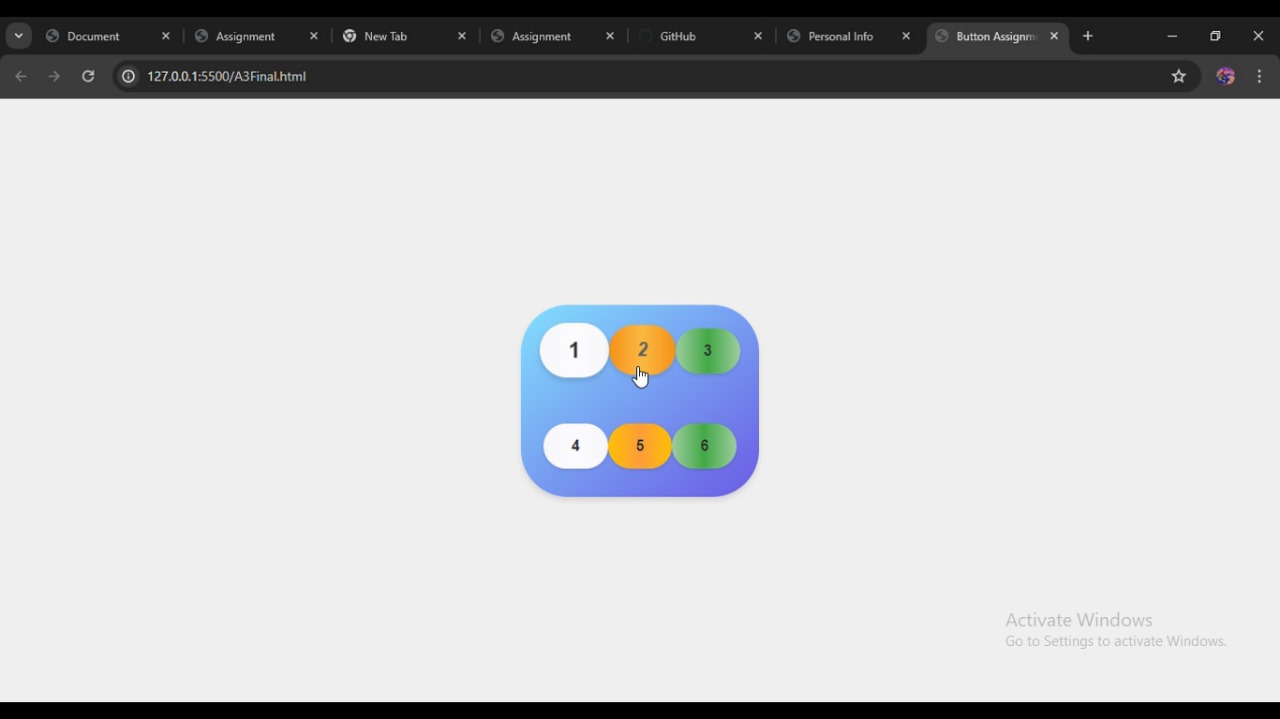 Document
Assignment
New Tab
Assignment
GitHub
Personal Info
Button Assignm
127.0.0.1:5500/A3Final.html
1 2 3
4 5 6
Activate Windows
Go to Settings to activate Windows.